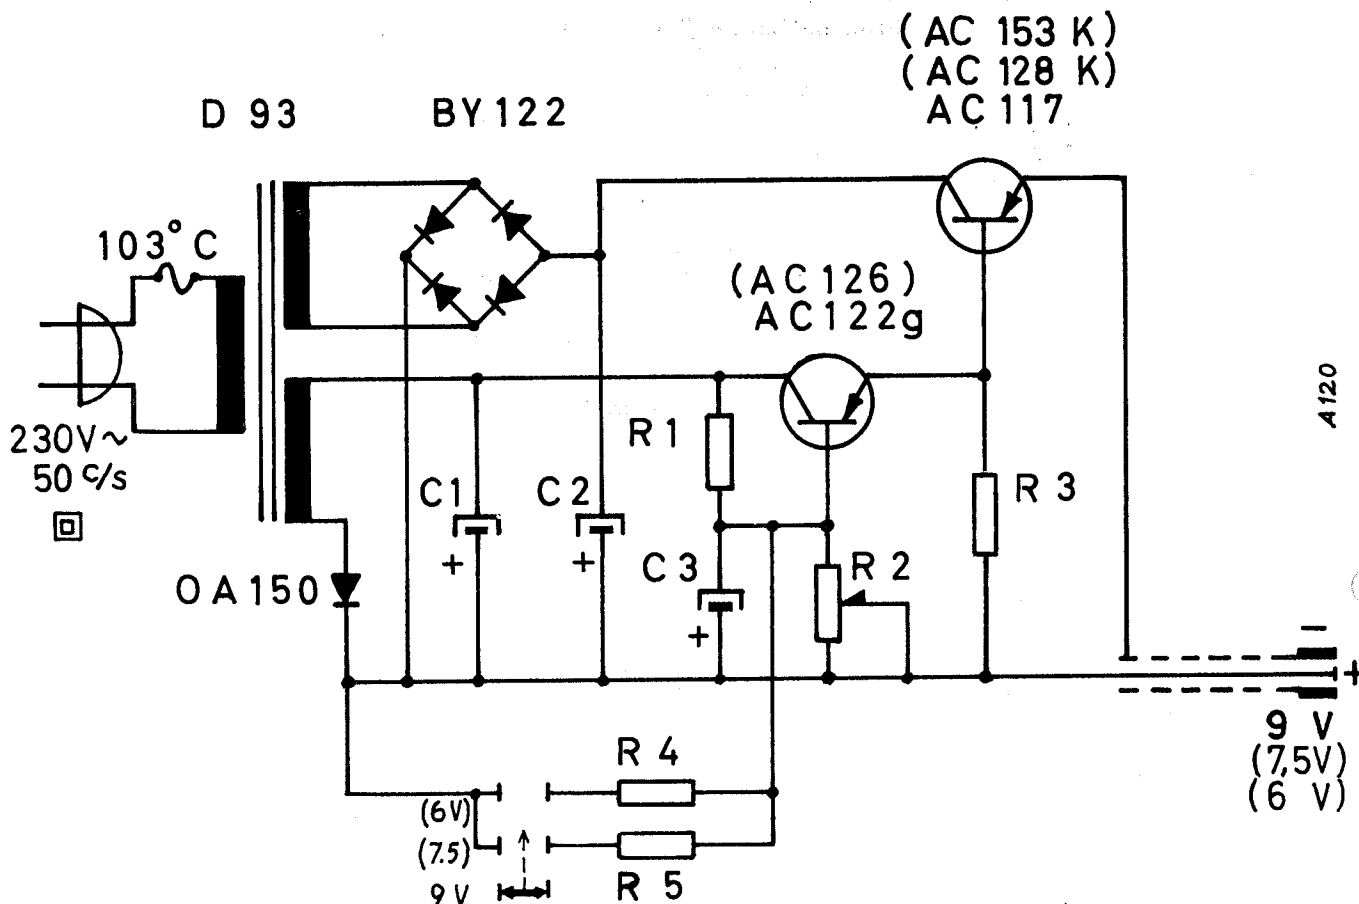 (AC 153 K)
(AC 128 K)
AC 117
D 93
BY 122
103°C
(AC 126)
AC 122g
230V~
50 c/s
R 1
R 3
C 1
C 2
+
+
OA 150
C 3
+
R 2
A 120
−
+
9 V
(7,5V)
(6 V)
R 4
(6V)
(7.5)
R 5
9 V